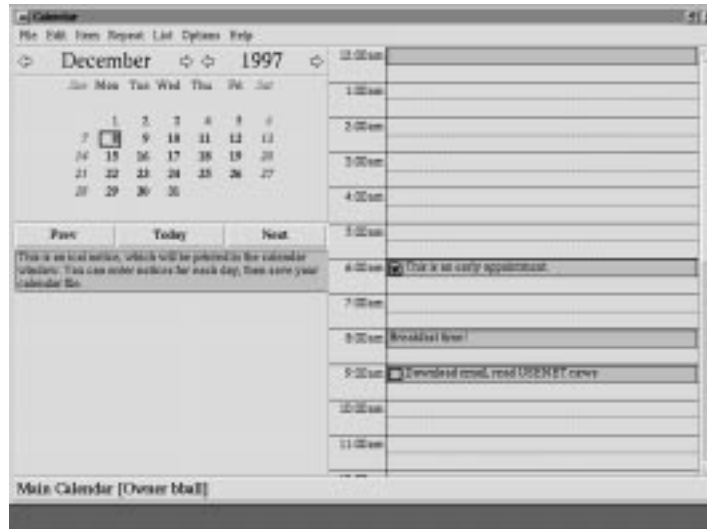 Calendar
File Edit Item Repeat List Options Help
December 1997
Sun Mon Tue Wed Thu Fri Sat
1 2 3 4 5 6
7 8 9 10 11 12 13
14 15 16 17 18 19 20
21 22 23 24 25 26 27
28 29 30 31
Prev Today Next
This is an ical notice, which will be printed in the calendar
window. You can enter notices for each day, then save your
calendar file.
12:00am
1:00am
2:00am
3:00am
4:00am
5:00am
6:00am This is an early appointment.
7:00am
8:00am Breakfast time!
9:00am Download email, read USENET news
10:00am
11:00am
Main Calendar [Owner bball]